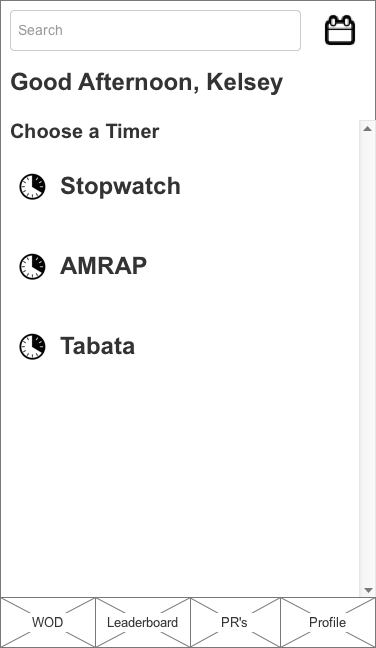 Search
Good Afternoon, Kelsey
Choose a Timer
Stopwatch
AMRAP
Tabata
WOD
Leaderboard
PR's
Profile